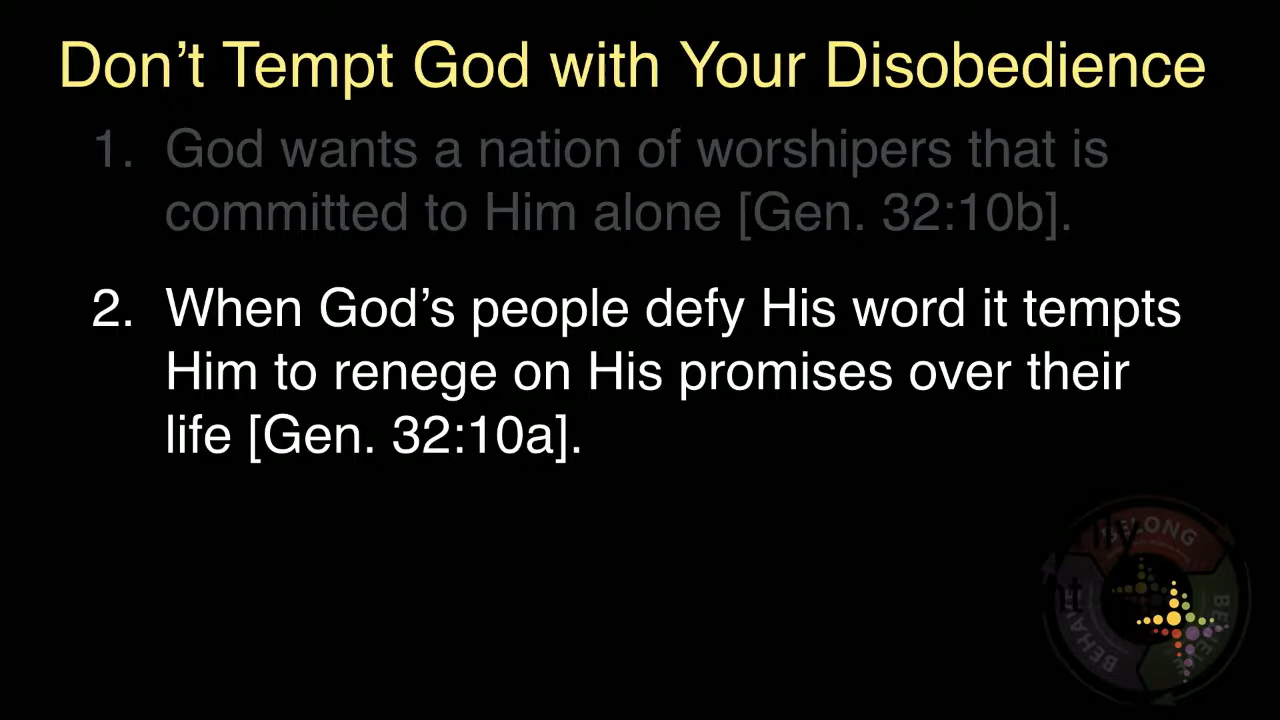 Don't Tempt God with Your Disobedience
1. God wants a nation of worshipers that is
committed to Him alone [Gen. 32:10b].
2. When God's people defy His word it tempts
Him to renege on His promises over their
life [Gen. 32:10a].
BELONG
BEHAVE